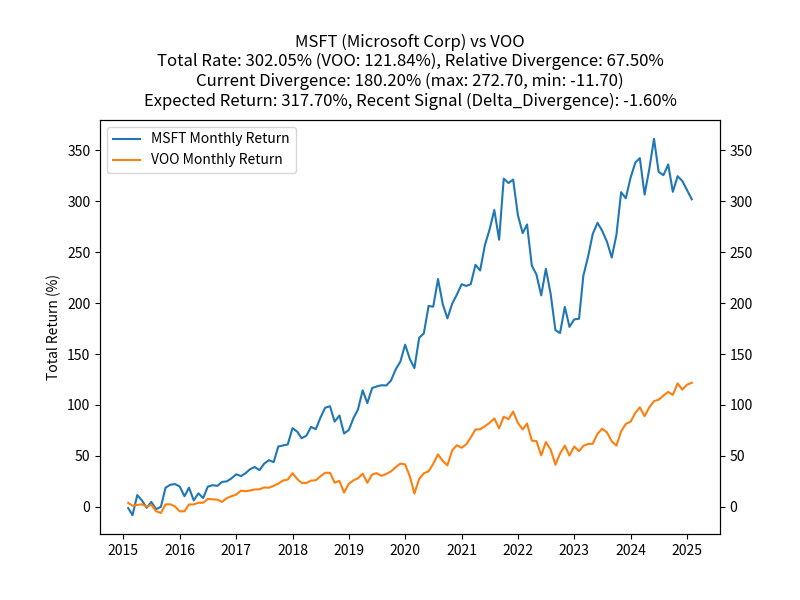 MSFT (Microsoft Corp) vs VOO
Total Rate: 302.05% (VOO: 121.84%), Relative Divergence: 67.50%
Current Divergence: 180.20% (max: 272.70, min: -11.70)
Expected Return: 317.70%, Recent Signal (Delta_Divergence): -1.60%
MSFT Monthly Return
VOO Monthly Return
Total Return (%)
350
300
250
200
150
100
50
0
350
300
250
200
150
100
50
0
2015 2016 2017 2018 2019 2020 2021 2022 2023 2024 2025